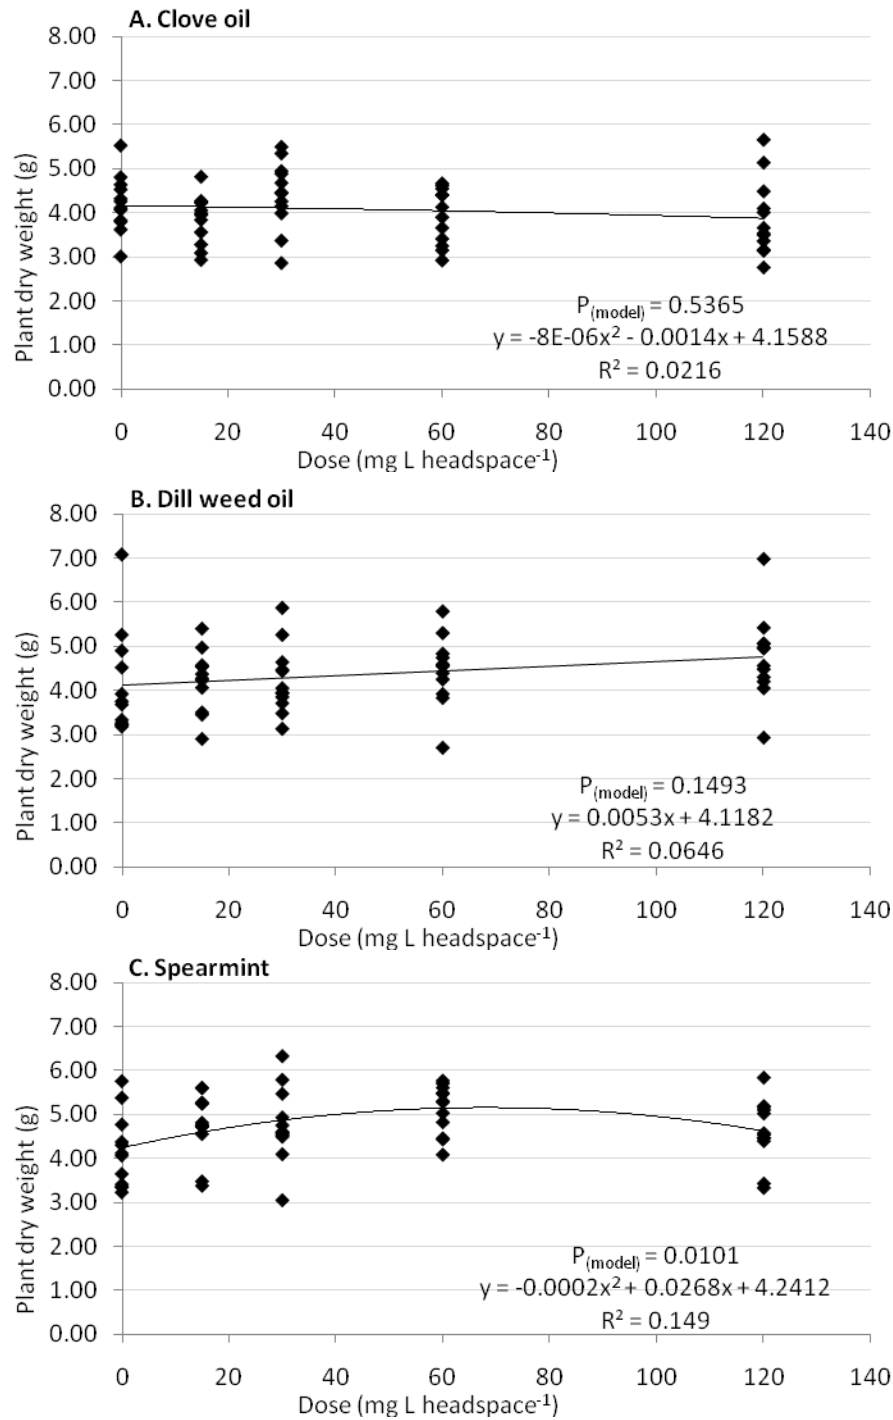 A. Clove oil
8.00
7.00
6.00
5.00
4.00
3.00
2.00
1.00
0.00
Plant dry weight (g)
P(model) = 0.5365
y = -8E-06x² - 0.0014x + 4.1588
R² = 0.0216
0 20 40 60 80 100 120 140
Dose (mg L headspace⁻¹)
B. Dill weed oil
8.00
7.00
6.00
5.00
4.00
3.00
2.00
1.00
0.00
Plant dry weight (g)
P(model) = 0.1493
y = 0.0053x + 4.1182
R² = 0.0646
0 20 40 60 80 100 120 140
Dose (mg L headspace⁻¹)
C. Spearmint
8.00
7.00
6.00
5.00
4.00
3.00
2.00
1.00
0.00
Plant dry weight (g)
P(model) = 0.0101
y = -0.0002x² + 0.0268x + 4.2412
R² = 0.149
0 20 40 60 80 100 120 140
Dose (mg L headspace⁻¹)